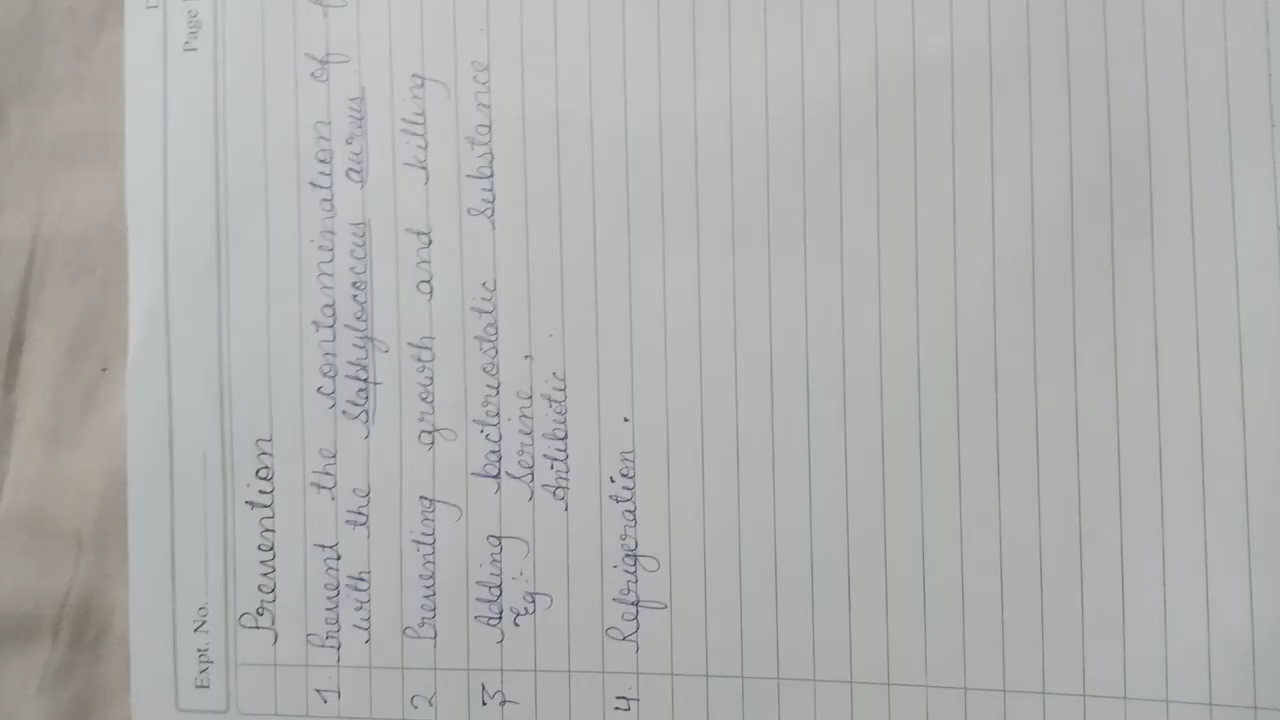 Page
Expt. No.
Prevention
1. Prevent the contamination of
with the Staphylococcus aurus
2 Preventing growth and killing
3 Adding bacteriostatic substance.
Eg:- Serine,
Antibiotic.
4. Refrigeration.